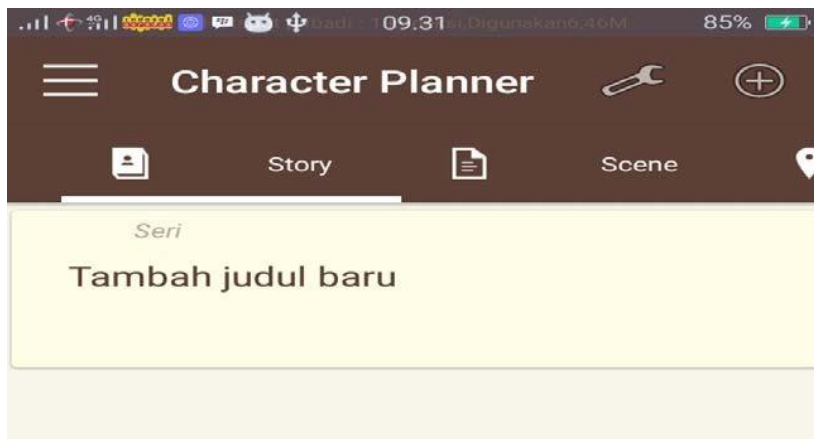 09.31 85%
Character Planner
Story Scene
Seri
Tambah judul baru